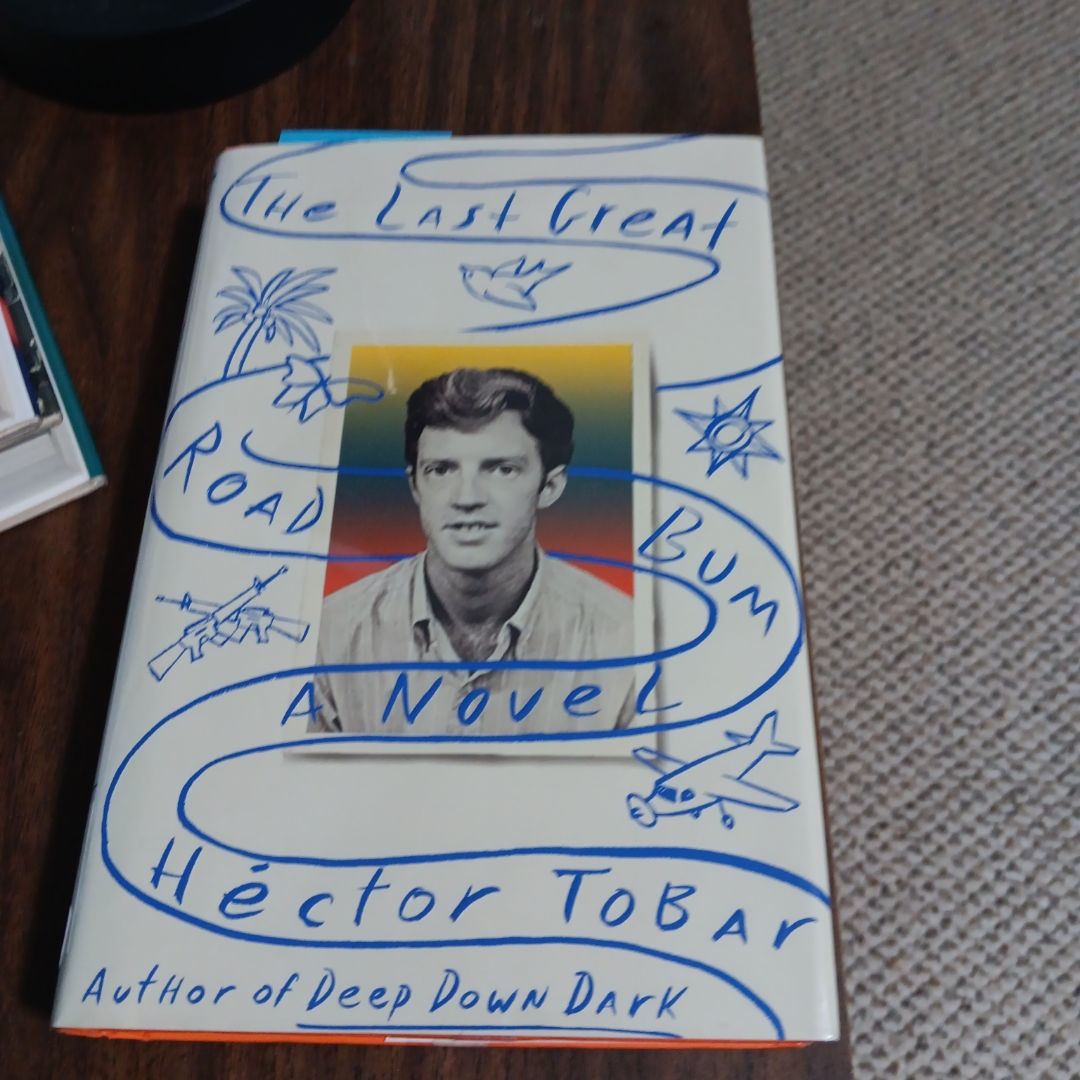 The Last Great
Road
Bum
A Novel
Héctor Tobar
Author of Deep Down Dark